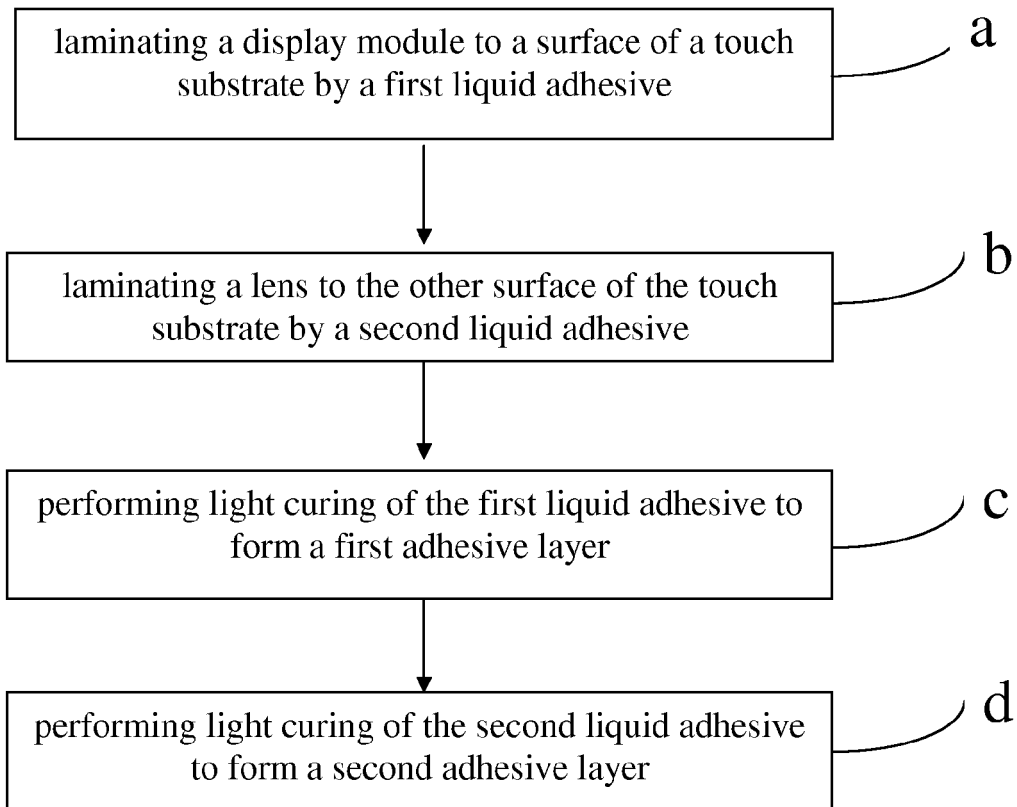 laminating a display module to a surface of a touch
substrate by a first liquid adhesive
a
laminating a lens to the other surface of the touch
substrate by a second liquid adhesive
b
performing light curing of the first liquid adhesive to
form a first adhesive layer
c
performing light curing of the second liquid adhesive
to form a second adhesive layer
d